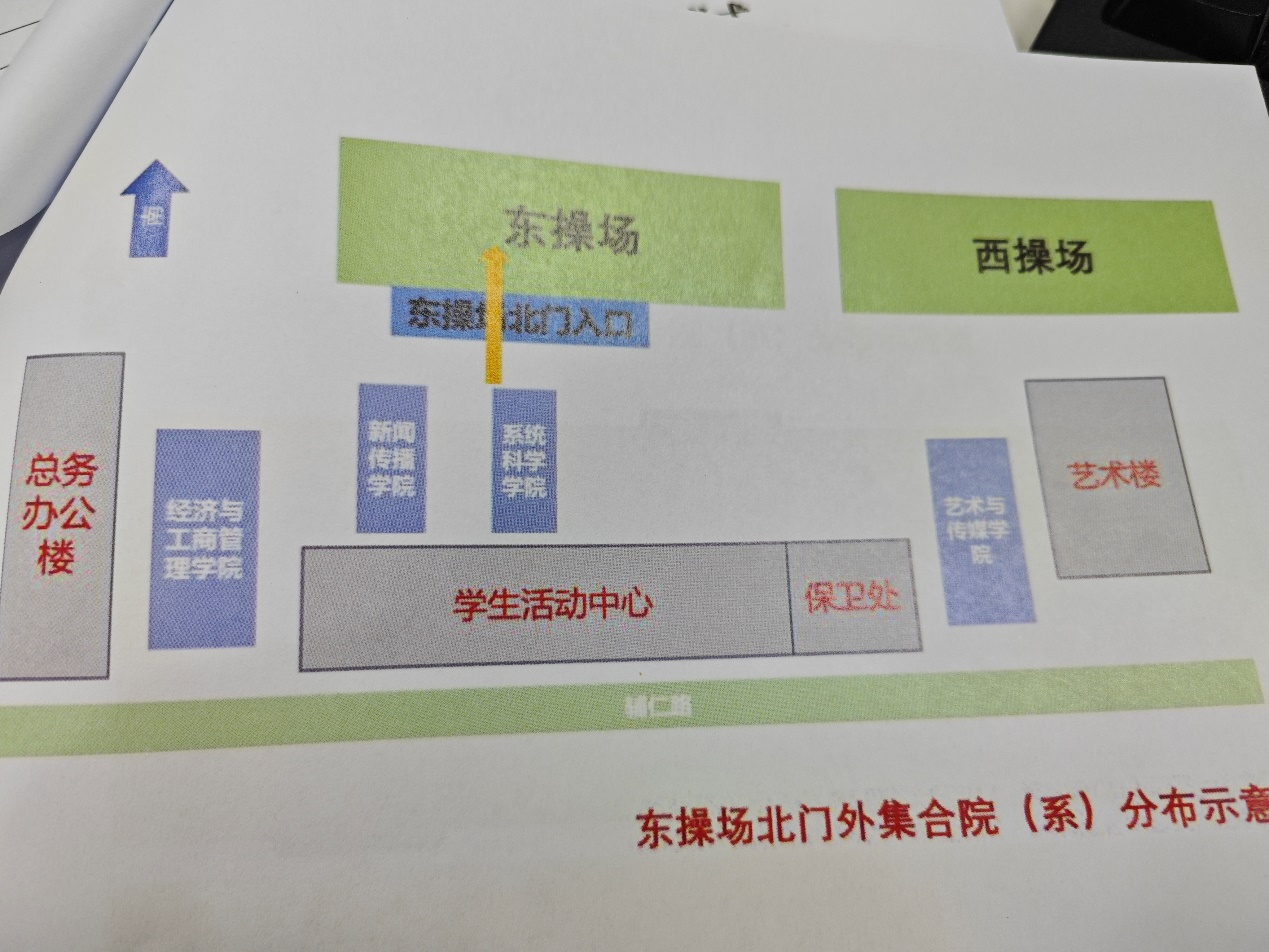 南
东操场
西操场
东操场北门入口
总务
办公
楼
经济与
工商管
理学院
新闻
传播
学院
系统
科学
学院
艺术与
传媒学
院
艺术楼
学生活动中心
保卫处
辅仁路
东操场北门外集合院（系）分布示意